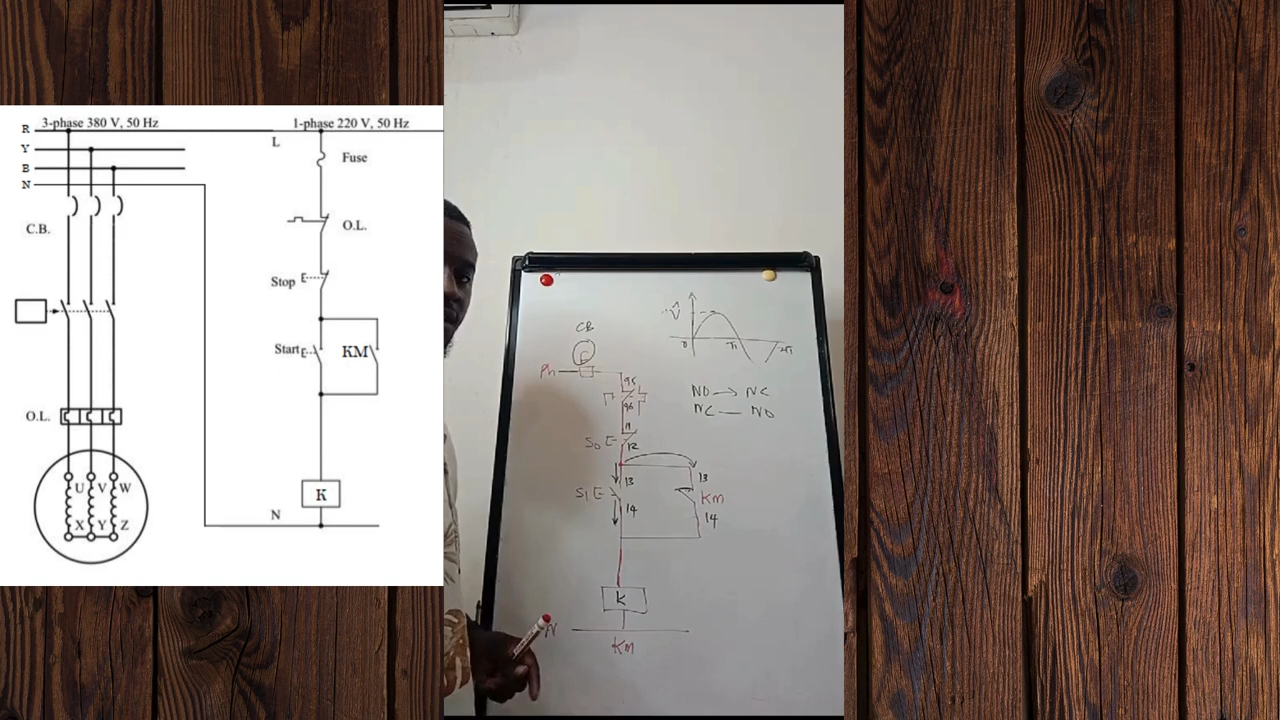 3-phase 380 V, 50 Hz
1-phase 220 V, 50 Hz
R
Y
B
N
L
Fuse
C.B.
O.L.
Stop
Start
KM
O.L.
U V W
X Y Z
K
N
CB
F
Ph
95
96
11
S0 E
12
13
S1 E
14
13
KM
14
K
N
KM
V̂
0
π
2π
NO → NC
NC — NO